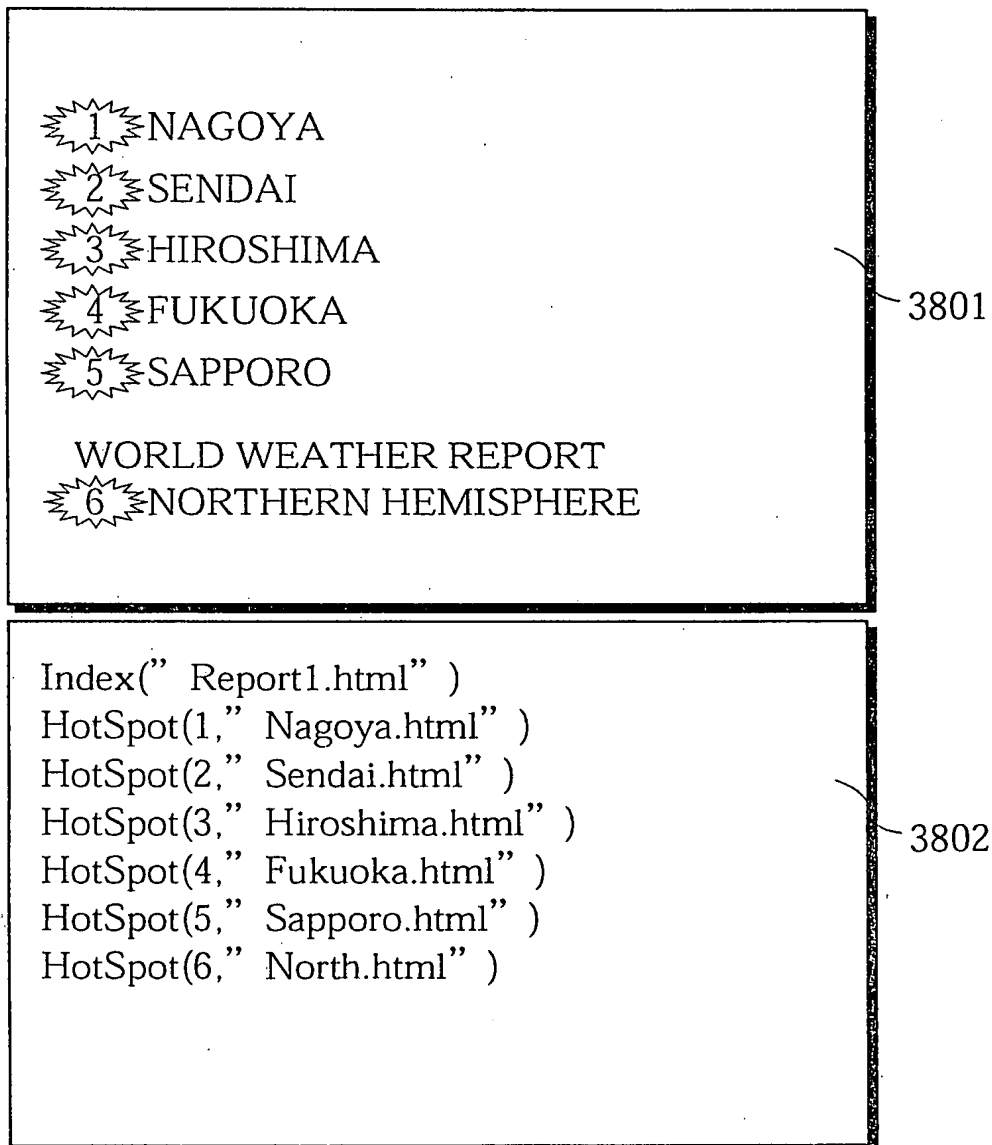 1 NAGOYA
2 SENDAI
3 HIROSHIMA
4 FUKUOKA
5 SAPPORO
WORLD WEATHER REPORT
6 NORTHERN HEMISPHERE
3801
Index(” Report1.html” )
HotSpot(1,” Nagoya.html” )
HotSpot(2,” Sendai.html” )
HotSpot(3,” Hiroshima.html” )
HotSpot(4,” Fukuoka.html” )
HotSpot(5,” Sapporo.html” )
HotSpot(6,” North.html” )
3802